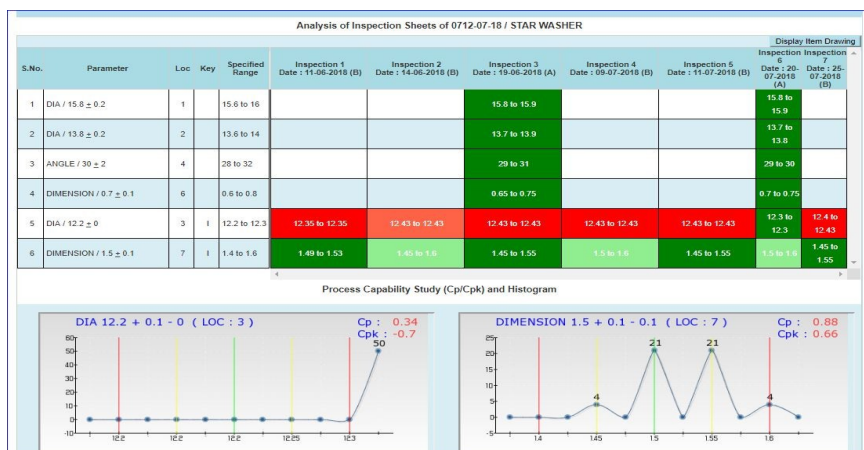 Analysis of Inspection Sheets of 0712-07-18 / STAR WASHER
Display Item Drawing
S.No. Parameter Loc Key Specified Range Inspection 1 Date : 11-06-2018 (B) Inspection 2 Date : 14-06-2018 (B) Inspection 3 Date : 19-06-2018 (A) Inspection 4 Date : 09-07-2018 (B) Inspection 5 Date : 11-07-2018 (B) Inspection 6 Date : 20-07-2018 (A) Inspection 7 Date : 25-07-2018 (B)
1 DIA / 15.8 ± 0.2 1 15.6 to 16 15.8 to 15.9 15.8 to 15.9
2 DIA / 13.8 ± 0.2 2 13.6 to 14 13.7 to 13.9 13.7 to 13.8
3 ANGLE / 30 ± 2 4 28 to 32 29 to 31 29 to 30
4 DIMENSION / 0.7 ± 0.1 6 0.6 to 0.8 0.65 to 0.75 0.7 to 0.75
5 DIA / 12.2 ± 0 3 I 12.2 to 12.3 12.35 to 12.35 12.43 to 12.43 12.43 to 12.43 12.43 to 12.43 12.43 to 12.43 12.3 to 12.3 12.4 to 12.43
6 DIMENSION / 1.5 ± 0.1 7 I 1.4 to 1.6 1.49 to 1.53 1.45 to 1.6 1.45 to 1.55 1.5 to 1.6 1.45 to 1.55 1.5 to 1.6 1.45 to 1.55
Process Capability Study (Cp/Cpk) and Histogram
DIA 12.2 + 0.1 - 0 ( LOC : 3 )
Cp : 0.34
Cpk : -0.7
50
60
50
40
30
20
10
0
-10
12.2 12.2 12.2 12.25 12.3
DIMENSION 1.5 + 0.1 - 0.1 ( LOC : 7 )
Cp : 0.88
Cpk : 0.66
25
20
15
10
5
0
-5
4 21 21 4
1.4 1.45 1.5 1.55 1.6